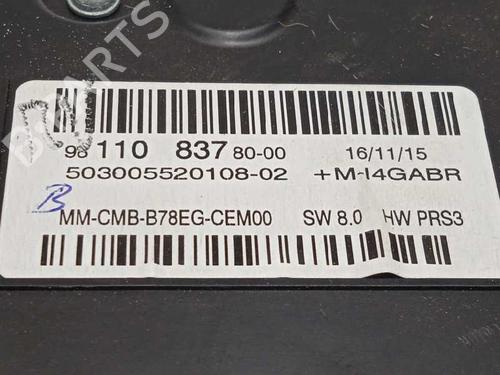 98 110 837 80-00 16/11/15
503005520108-02 +M-I4GABR
B
MM-CMB-B78EG-CEM00 SW 8.0 HW PRS3